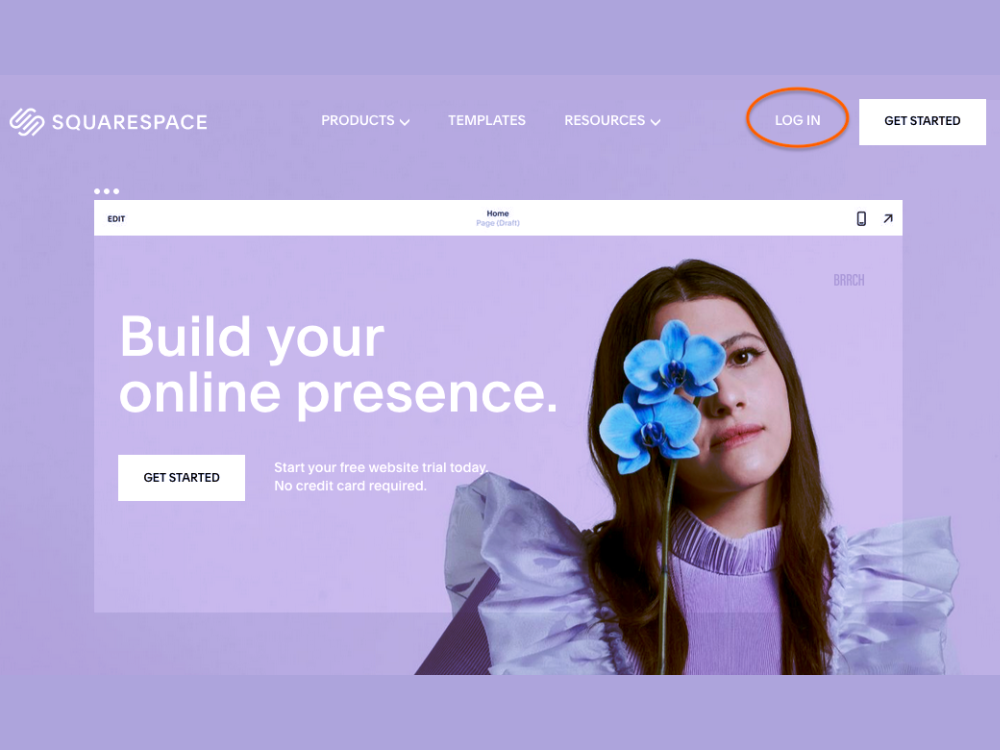 SQUARESPACE
PRODUCTS
TEMPLATES
RESOURCES
LOG IN
GET STARTED
EDIT
Home
Page (Draft)
BRRCH
Build your
online presence.
GET STARTED
Start your free website trial today.
No credit card required.